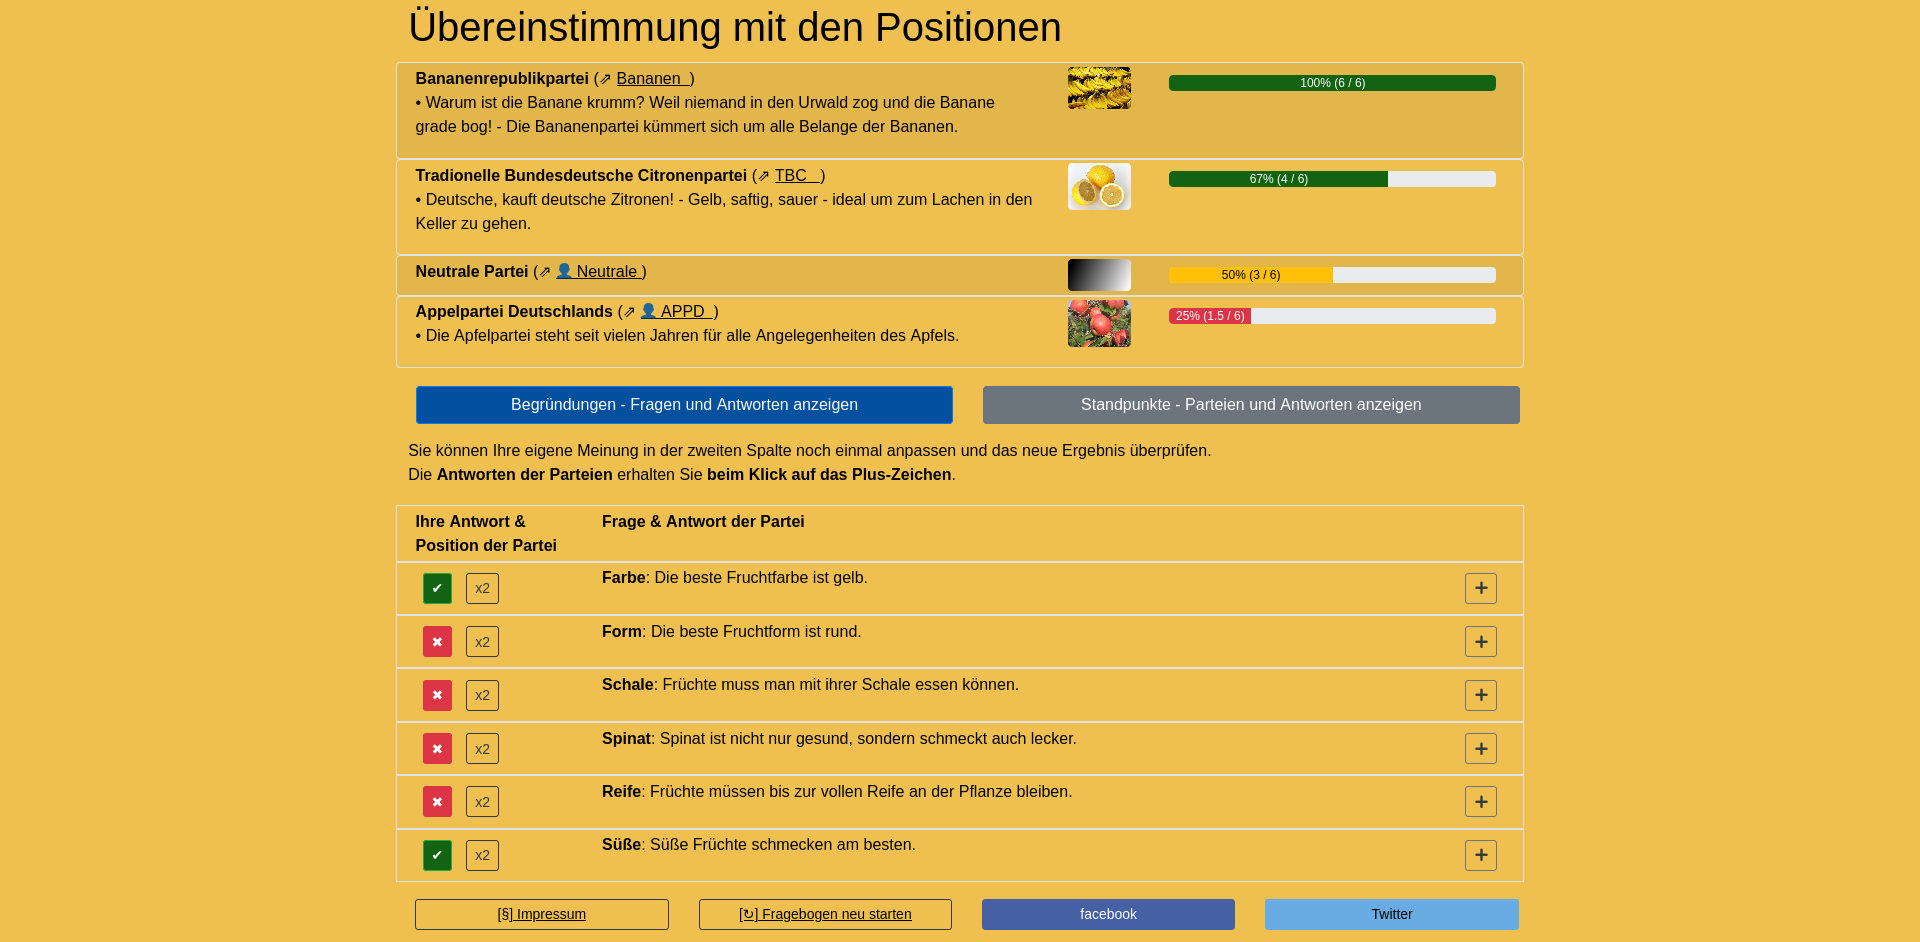 Übereinstimmung mit den Positionen
Bananenrepublikpartei (⇗ Bananen )
100% (6 / 6)
• Warum ist die Banane krumm? Weil niemand in den Urwald zog und die Banane
grade bog! - Die Bananenpartei kümmert sich um alle Belange der Bananen.
Tradionelle Bundesdeutsche Citronenpartei (⇗ TBC )
67% (4 / 6)
• Deutsche, kauft deutsche Zitronen! - Gelb, saftig, sauer - ideal um zum Lachen in den
Keller zu gehen.
Neutrale Partei (⇗ 👤 Neutrale )
50% (3 / 6)
Appelpartei Deutschlands (⇗ 👤 APPD )
25% (1.5 / 6)
• Die Apfelpartei steht seit vielen Jahren für alle Angelegenheiten des Apfels.
Begründungen - Fragen und Antworten anzeigen
Standpunkte - Parteien und Antworten anzeigen
Sie können Ihre eigene Meinung in der zweiten Spalte noch einmal anpassen und das neue Ergebnis überprüfen.
Die Antworten der Parteien erhalten Sie beim Klick auf das Plus-Zeichen.
Ihre Antwort &
Position der Partei
Frage & Antwort der Partei
✔ x2 Farbe: Die beste Fruchtfarbe ist gelb. +
✖ x2 Form: Die beste Fruchtform ist rund. +
✖ x2 Schale: Früchte muss man mit ihrer Schale essen können. +
✖ x2 Spinat: Spinat ist nicht nur gesund, sondern schmeckt auch lecker. +
✖ x2 Reife: Früchte müssen bis zur vollen Reife an der Pflanze bleiben. +
✔ x2 Süße: Süße Früchte schmecken am besten. +
[§] Impressum
[↻] Fragebogen neu starten
facebook
Twitter